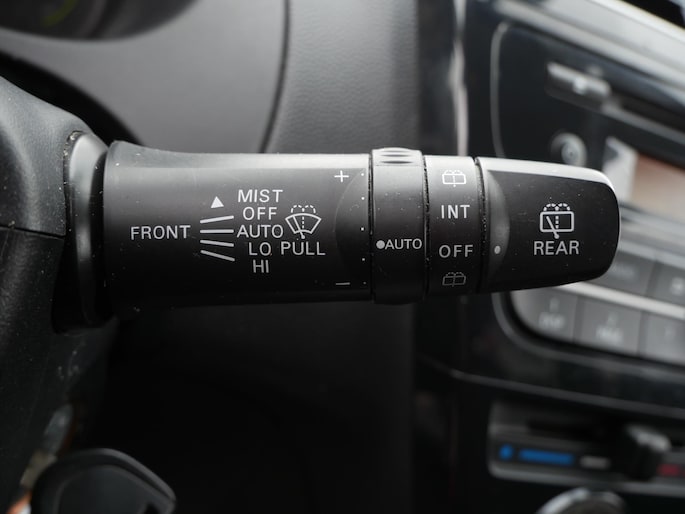 MIST
OFF
FRONT AUTO
LO PULL
HI
+
−
AUTO
INT
OFF
REAR